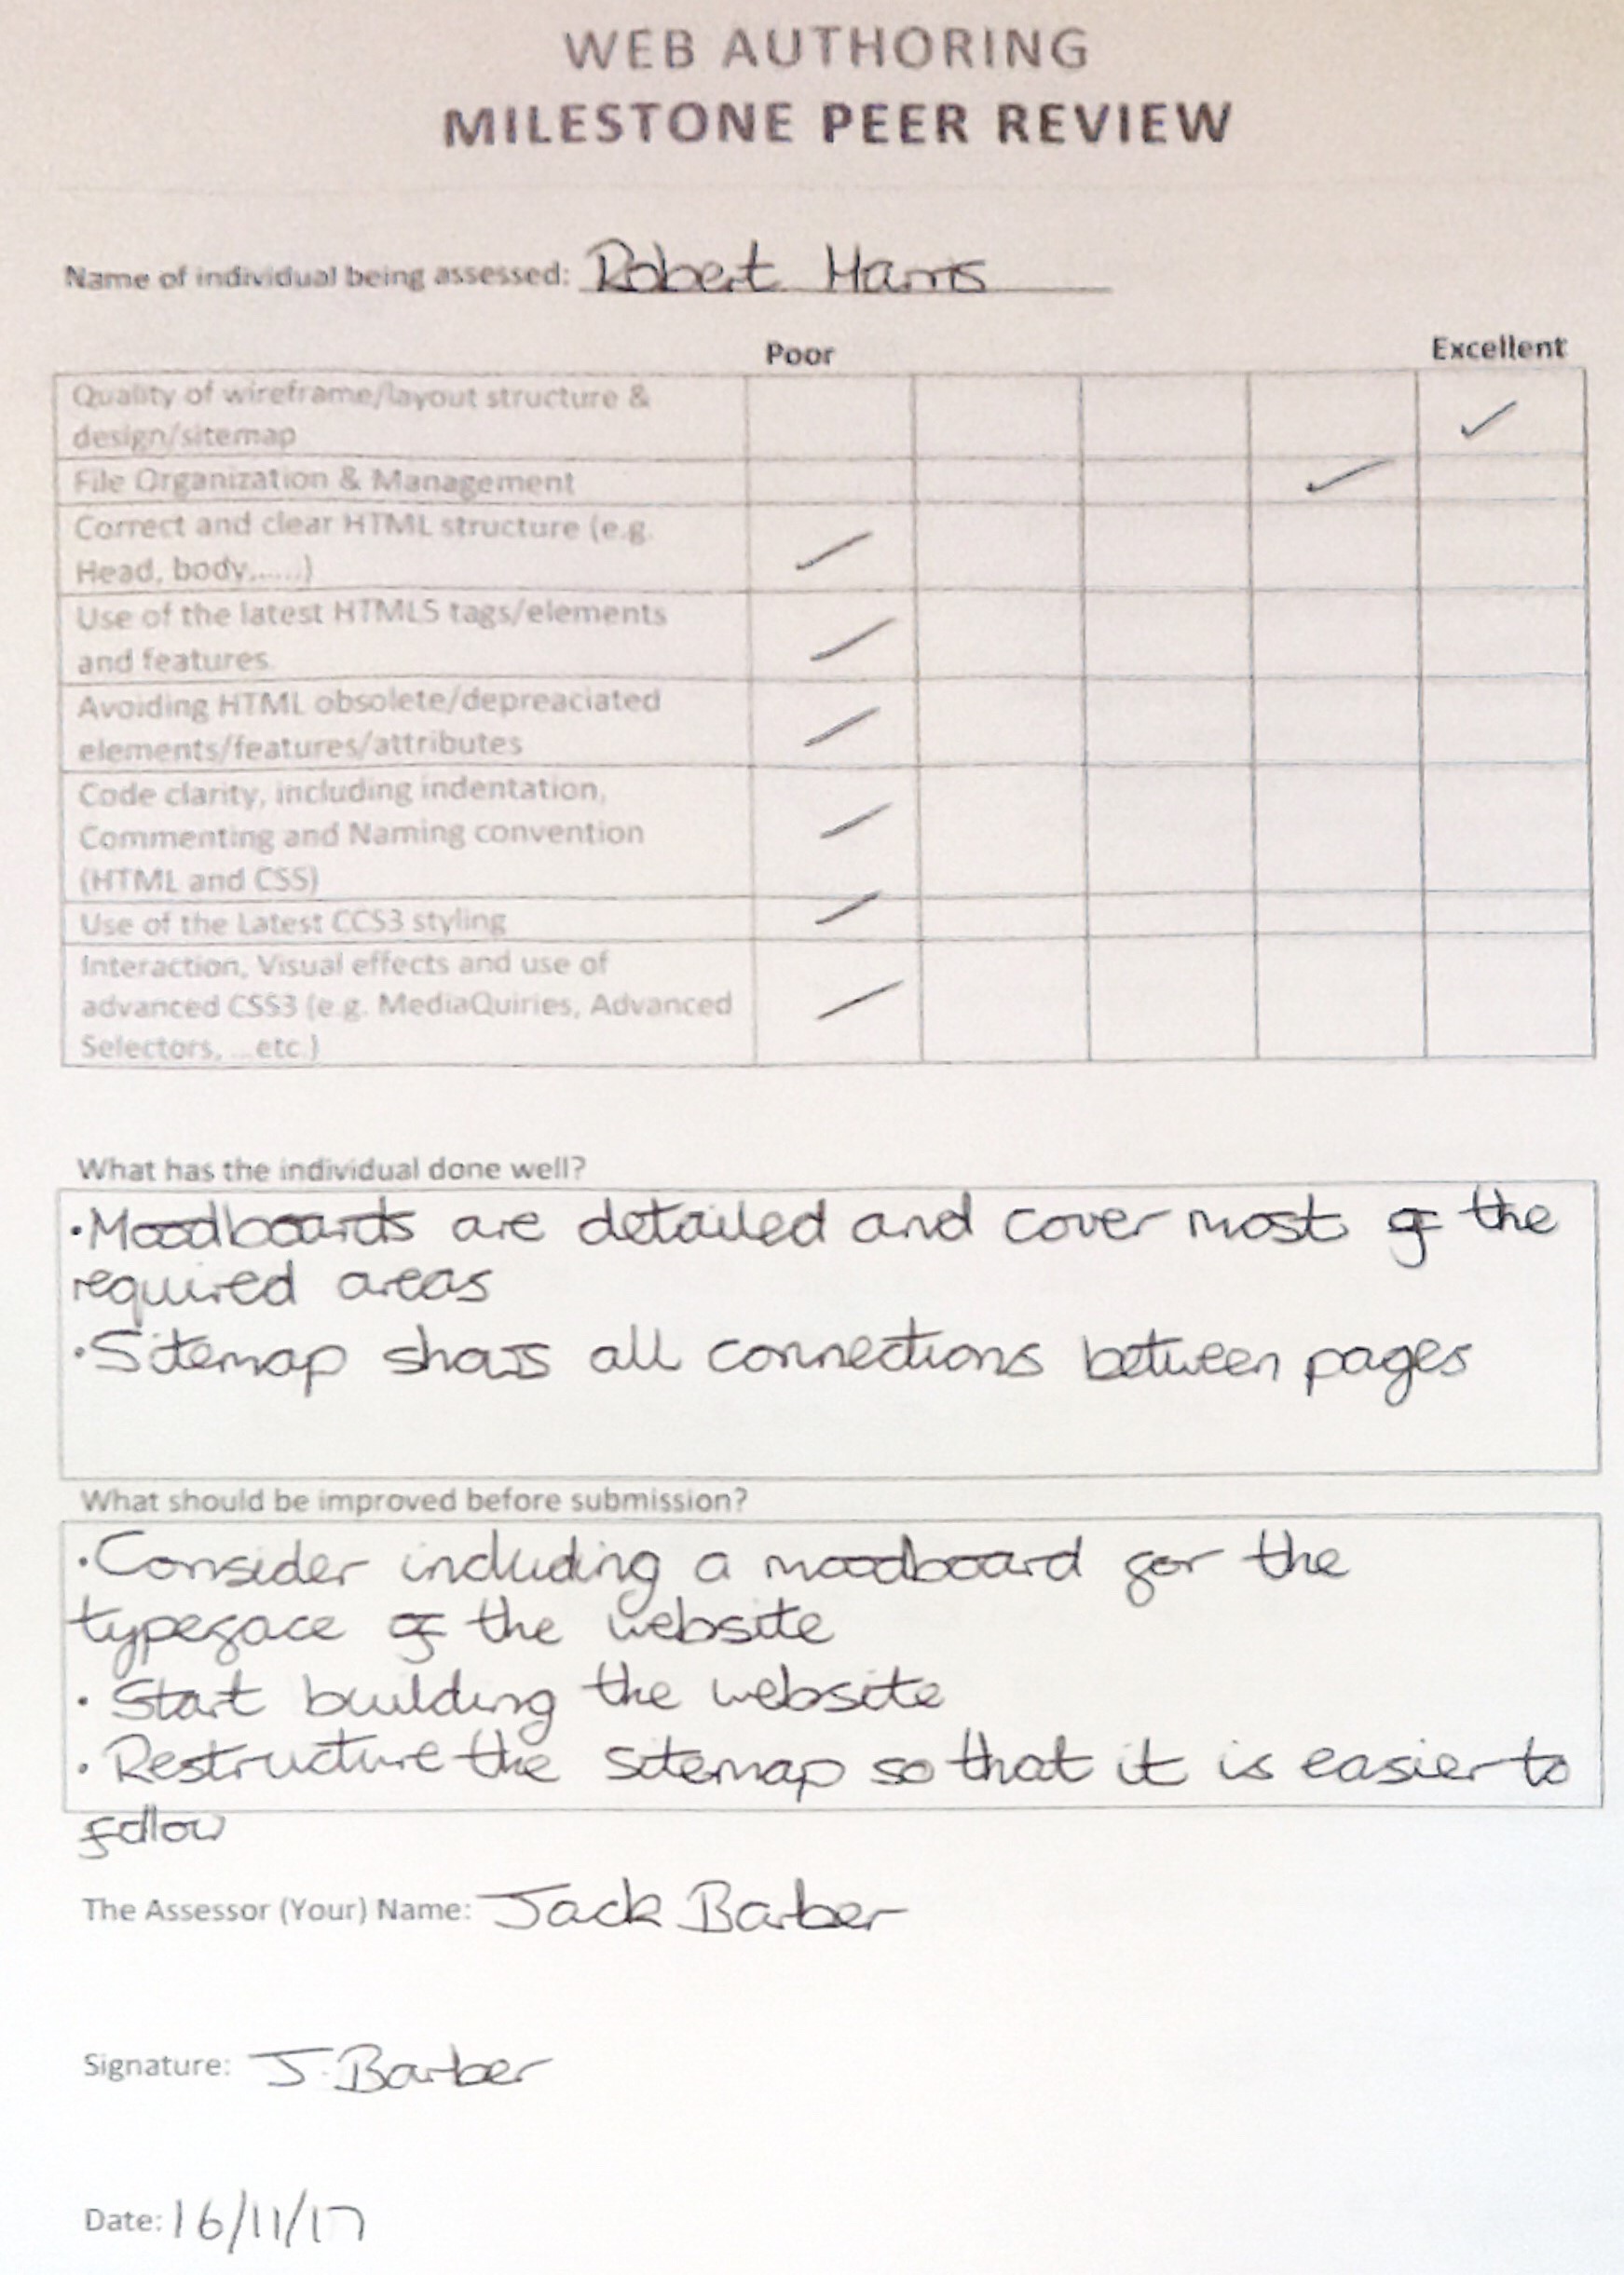 WEB AUTHORING
MILESTONE PEER REVIEW
Name of individual being assessed: Robert Harris
Poor Excellent
Quality of wireframe/layout structure &
design/sitemap
File Organization & Management
Correct and clear HTML structure (e.g.
Head, body,......)
Use of the latest HTML5 tags/elements
and features.
Avoiding HTML obsolete/depreaciated
elements/features/attributes
Code clarity, including indentation,
Commenting and Naming convention
(HTML and CSS)
Use of the Latest CCS3 styling
Interaction, Visual effects and use of
advanced CSS3 (e.g. MediaQuiries, Advanced
Selectors, ...etc.)
What has the individual done well?
·Moodboards are detailed and cover most of the
required areas
·Sitemap shows all connections between pages
What should be improved before submission?
·Consider including a moodboard for the
typeface of the website
· Start building the website
· Restructure the sitemap so that it is easier to
follow
The Assessor (Your) Name: Jack Barber
Signature: J. Barber
Date: 16/11/17